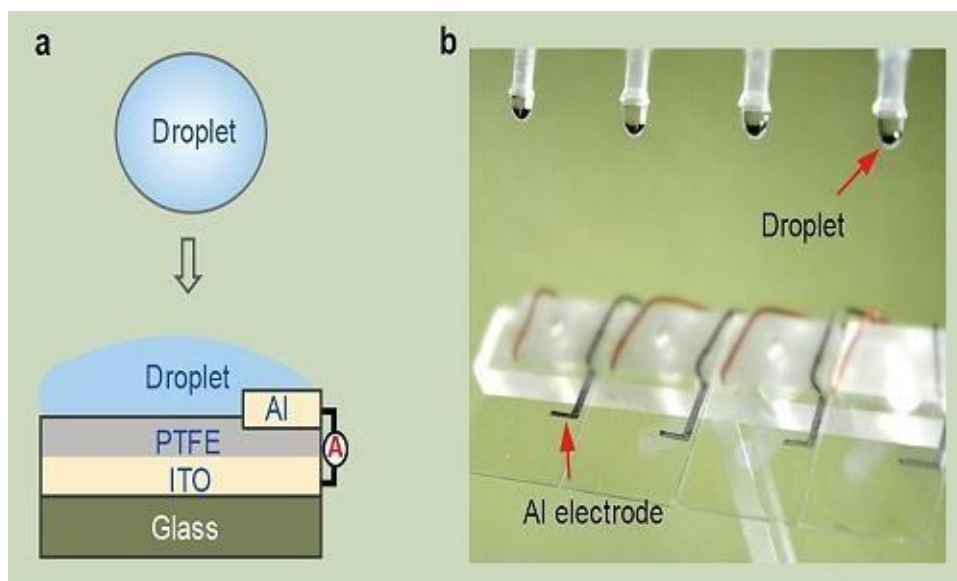 a
Droplet
Droplet
Al
PTFE
A
ITO
Glass
b
Droplet
Al electrode